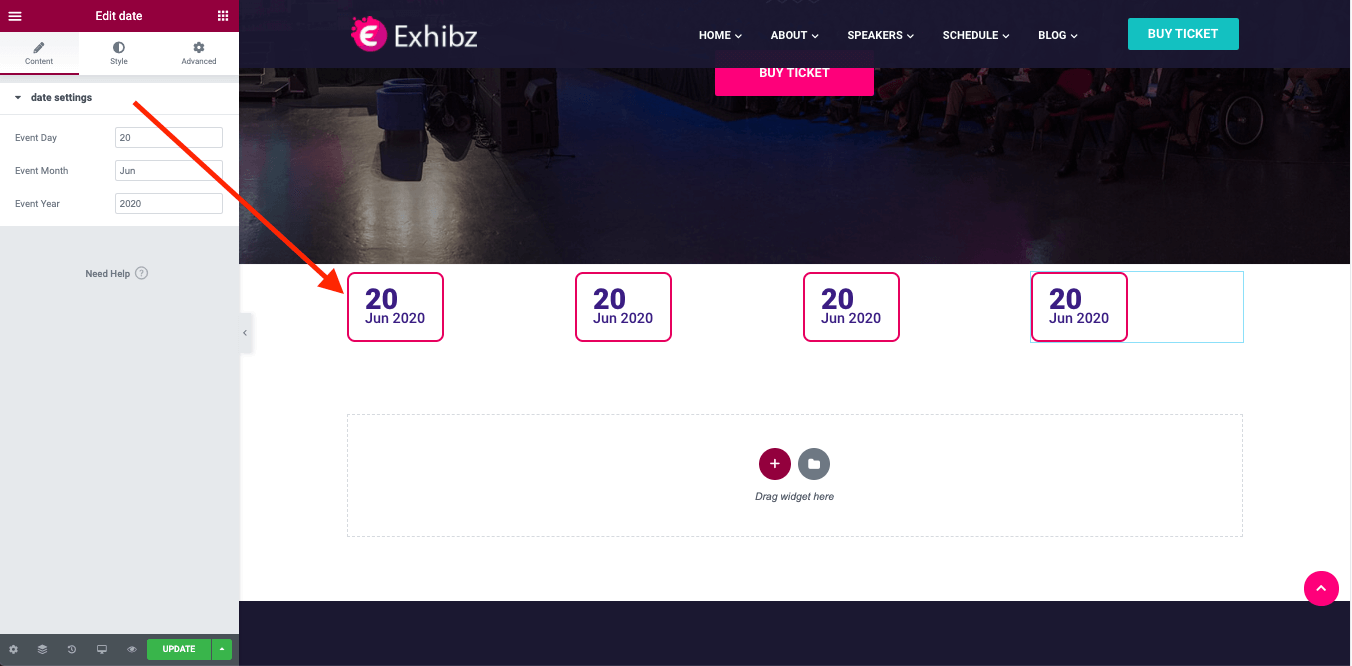 Edit date
Content
Style
Advanced
date settings
Event Day
20
Event Month
Jun
Event Year
2020
Need Help ?
UPDATE
Exhibz
HOME
ABOUT
SPEAKERS
SCHEDULE
BLOG
BUY TICKET
BUY TICKET
20
Jun 2020
20
Jun 2020
20
Jun 2020
20
Jun 2020
Drag widget here